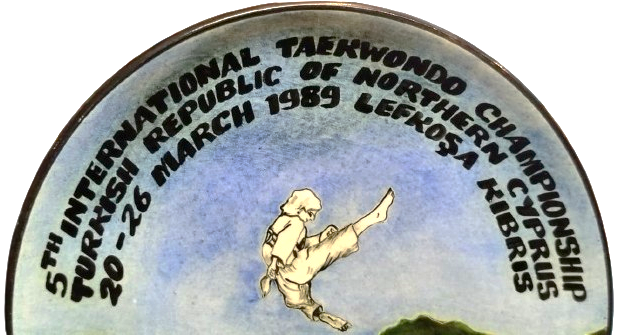 5TH INTERNATIONAL TAEKWONDO CHAMPIONSHIP
TURKISH REPUBLIC OF NORTHERN CYPRUS
20-26 MARCH 1989 LEFKOŞA KIBRIS